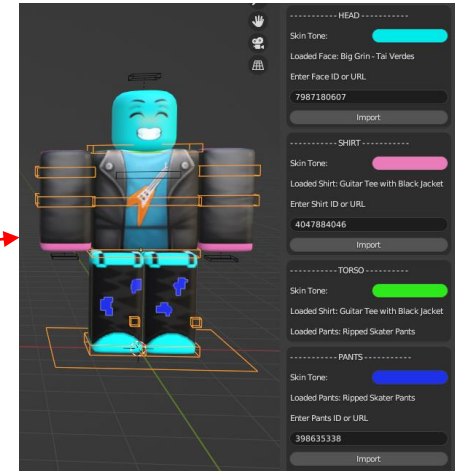 -----------HEAD-----------
Skin Tone:
Loaded Face: Big Grin - Tai Verdes
Enter Face ID or URL
7987180607
Import
-----------SHIRT-----------
Skin Tone:
Loaded Shirt: Guitar Tee with Black Jacket
Enter Shirt ID or URL
4047884046
Import
-----------TORSO-----------
Skin Tone:
Loaded Shirt: Guitar Tee with Black Jacket
Loaded Pants: Ripped Skater Pants
-----------PANTS-----------
Skin Tone:
Loaded Pants: Ripped Skater Pants
Enter Pants ID or URL
398635338
Import